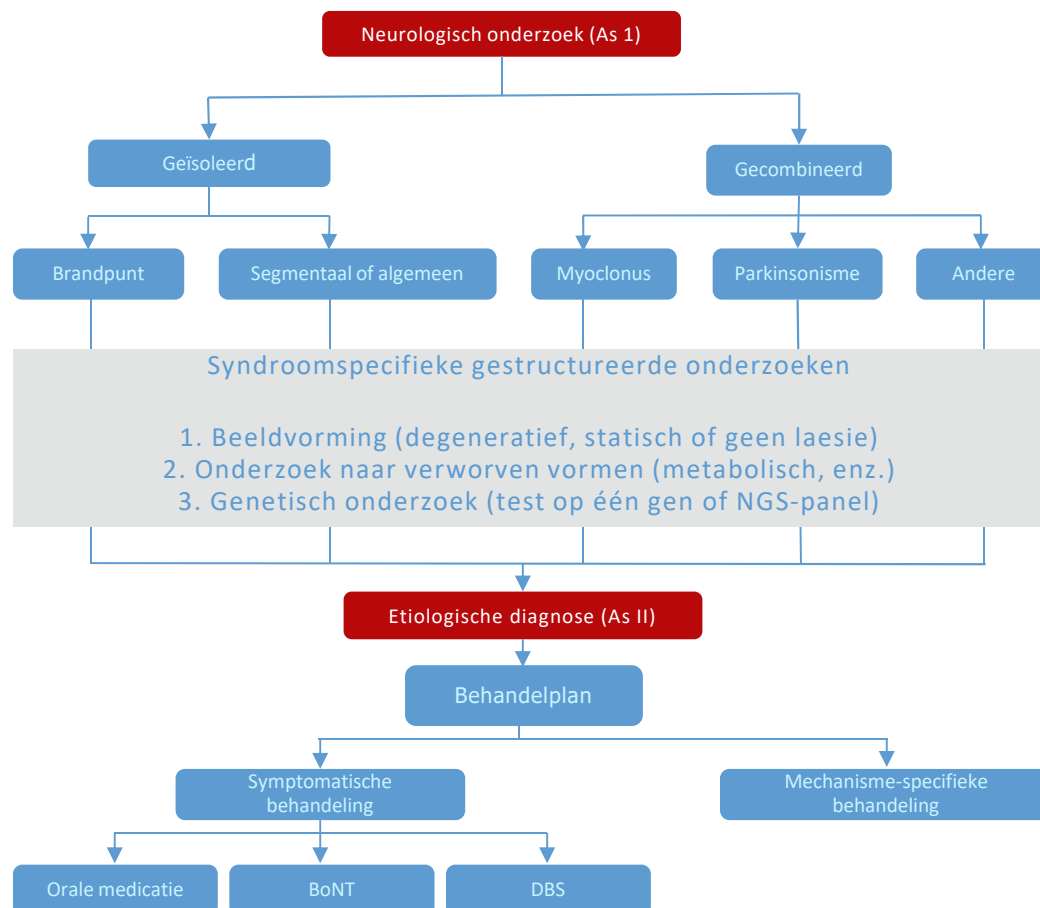 Neurologisch onderzoek (As 1)
Geïsoleerd
Gecombineerd
Brandpunt
Segmentaal of algemeen
Myoclonus
Parkinsonisme
Andere
Syndroomspecifieke gestructureerde onderzoeken
1. Beeldvorming (degeneratief, statisch of geen laesie)
2. Onderzoek naar verworven vormen (metabolisch, enz.)
3. Genetisch onderzoek (test op één gen of NGS-panel)
Etiologische diagnose (As II)
Behandelplan
Symptomatische
behandeling
Mechanisme-specifieke
behandeling
Orale medicatie
BoNT
DBS